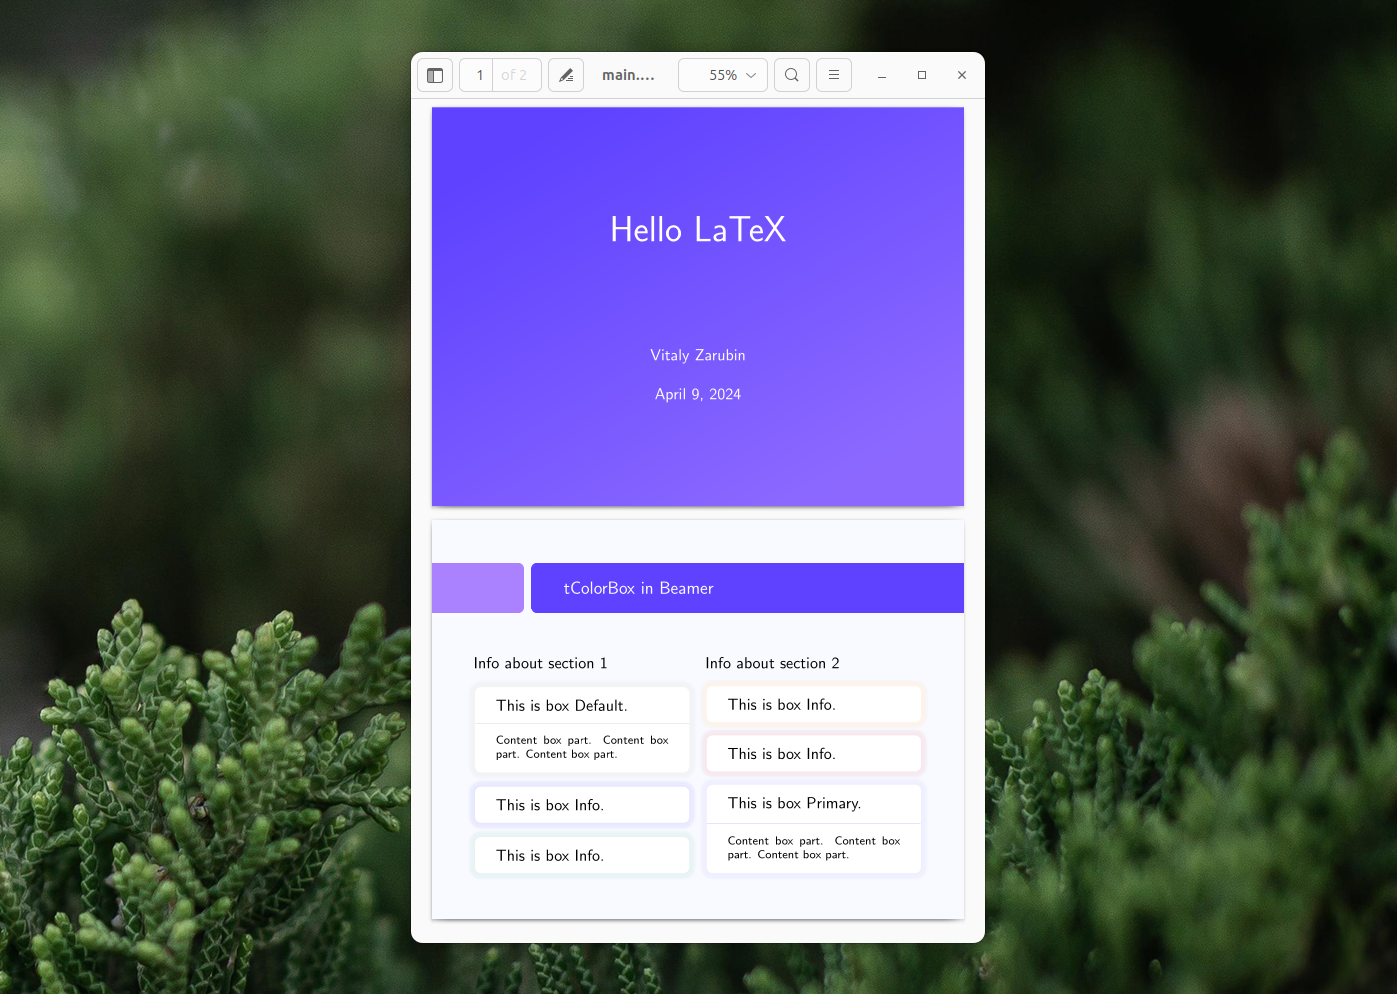 1 of 2 main.... 55%
Hello LaTeX
Vitaly Zarubin
April 9, 2024
tColorBox in Beamer
Info about section 1
This is box Default.
Content box part. Content box
part. Content box part.
This is box Info.
This is box Info.
Info about section 2
This is box Info.
This is box Info.
This is box Primary.
Content box part. Content box
part. Content box part.